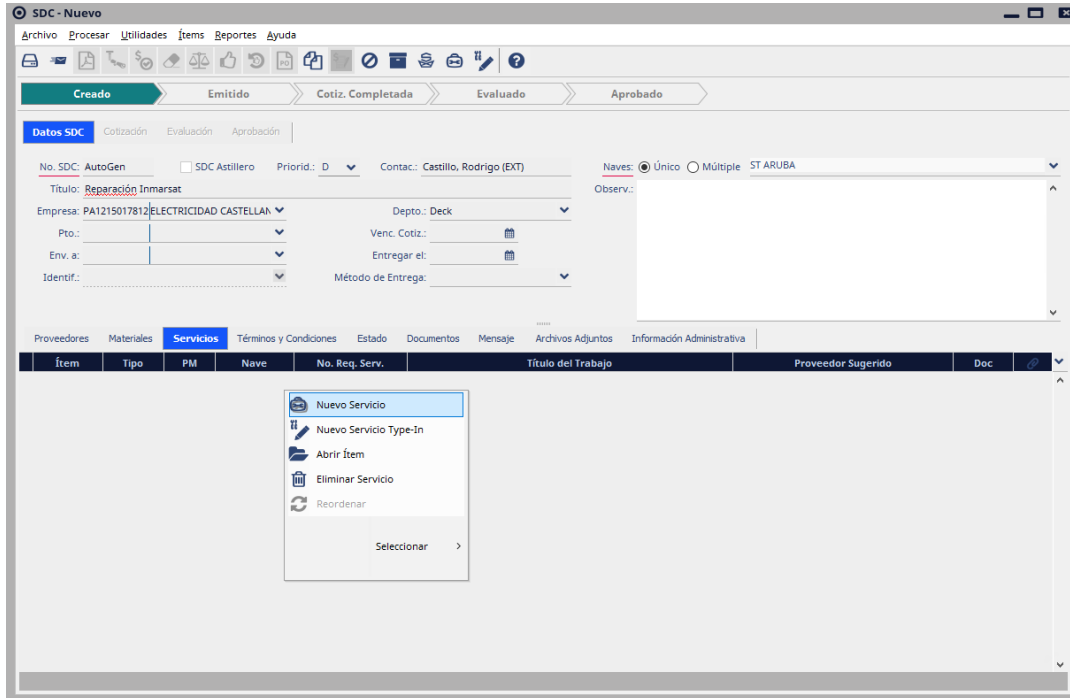 SDC - Nuevo
Archivo Procesar Utilidades Ítems Reportes Ayuda
Creado Emitido Cotiz. Completada Evaluado Aprobado
Datos SDC Cotización Evaluación Aprobación
No. SDC: AutoGen SDC Astillero Priorid.: D Contac.: Castillo, Rodrigo (EXT) Naves: Único Múltiple ST ARUBA
Título: Reparación Inmarsat Observ.:
Empresa: PA1215017812 ELECTRICIDAD CASTELLAN Depto.: Deck
Pto.: Venc. Cotiz.:
Env. a: Entregar el:
Identif.: Método de Entrega:
Proveedores Materiales Servicios Términos y Condiciones Estado Documentos Mensaje Archivos Adjuntos Información Administrativa
Ítem Tipo PM Nave No. Req. Serv. Título del Trabajo Proveedor Sugerido Doc
Nuevo Servicio
Nuevo Servicio Type-In
Abrir Ítem
Eliminar Servicio
Reordenar
Seleccionar